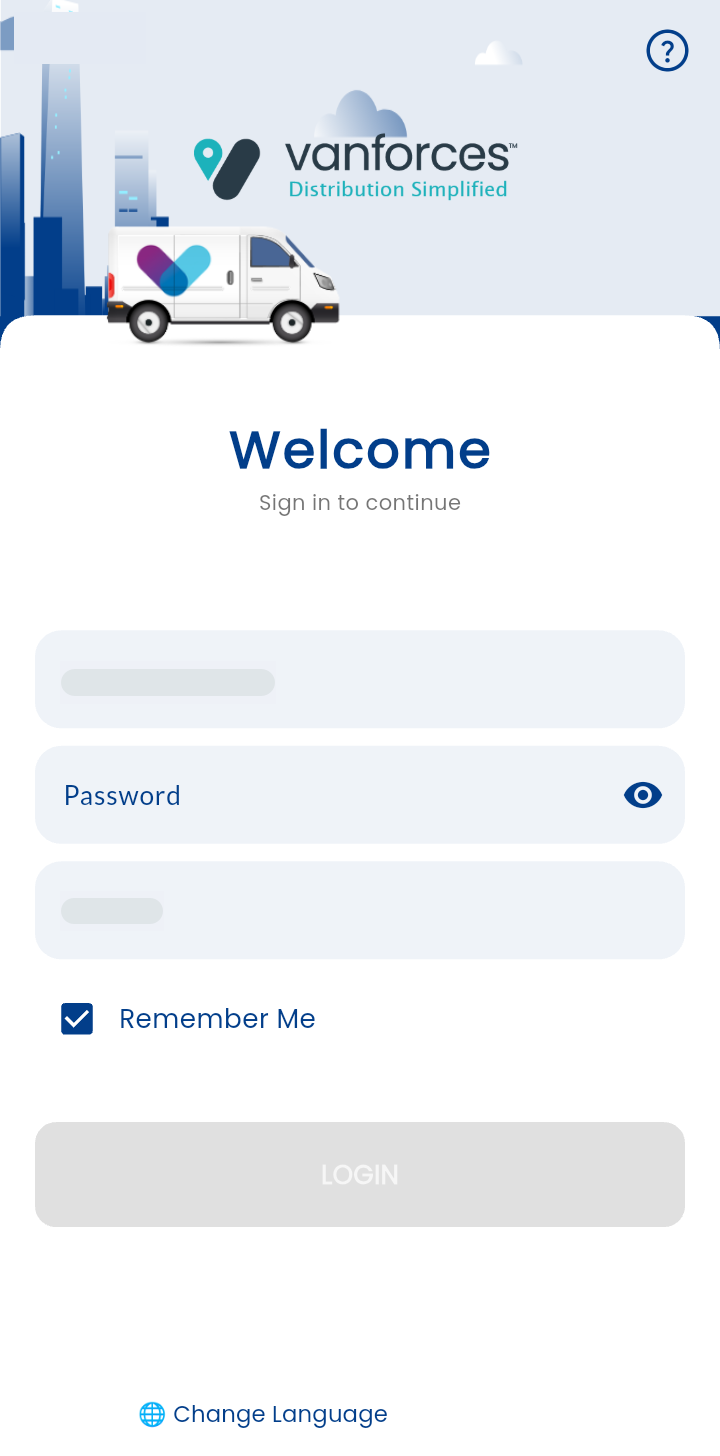 vanforces™
Distribution Simplified
Welcome
Sign in to continue
Password
Remember Me
LOGIN
Change Language